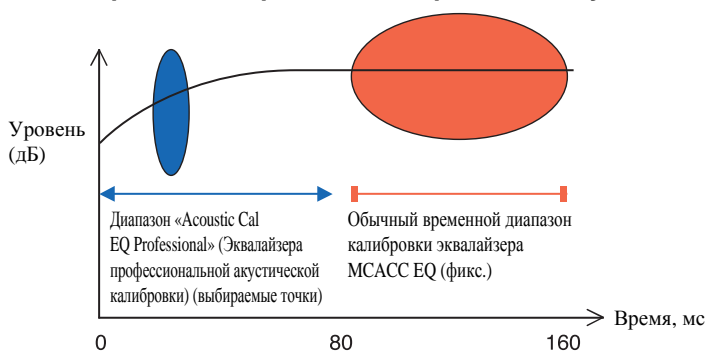 Уровень
(дБ)
Диапазон «Acoustic Cal
EQ Professional» (Эквалайзера
профессиональной акустической
калибровки) (выбираемые точки)
Обычный временной диапазон
калибровки эквалайзера
MCACC EQ (фикс.)
Время, мс
0
80
160